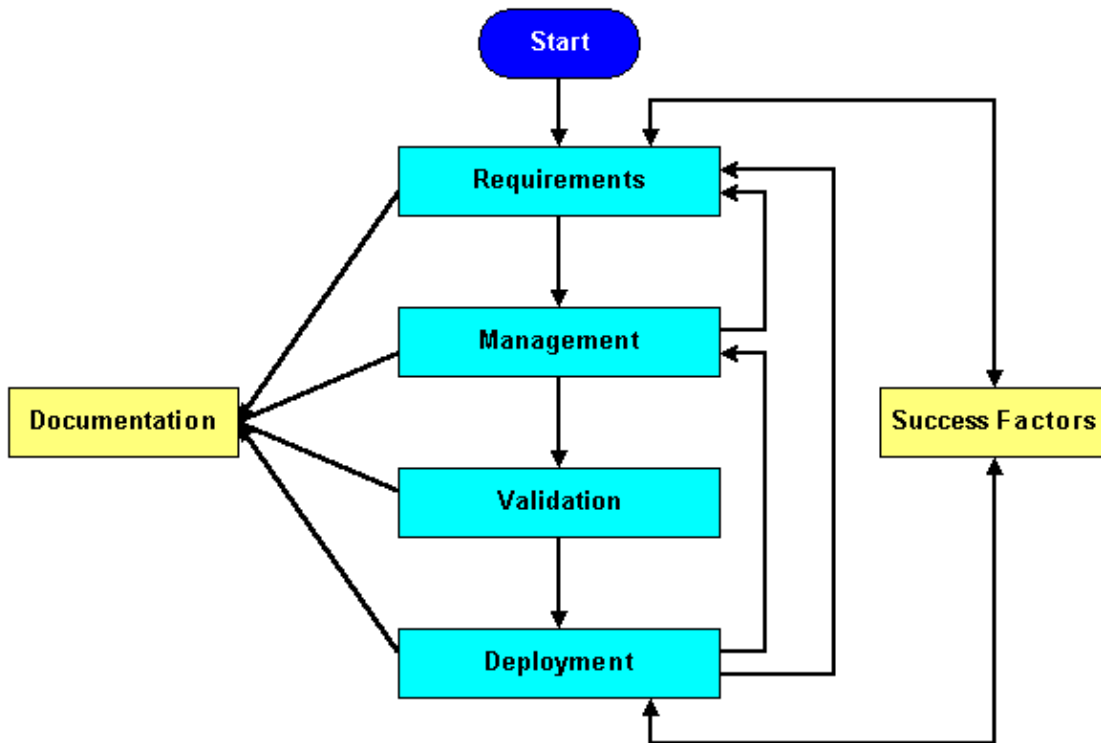 Start
Requirements
Management
Documentation
Success Factors
Validation
Deployment